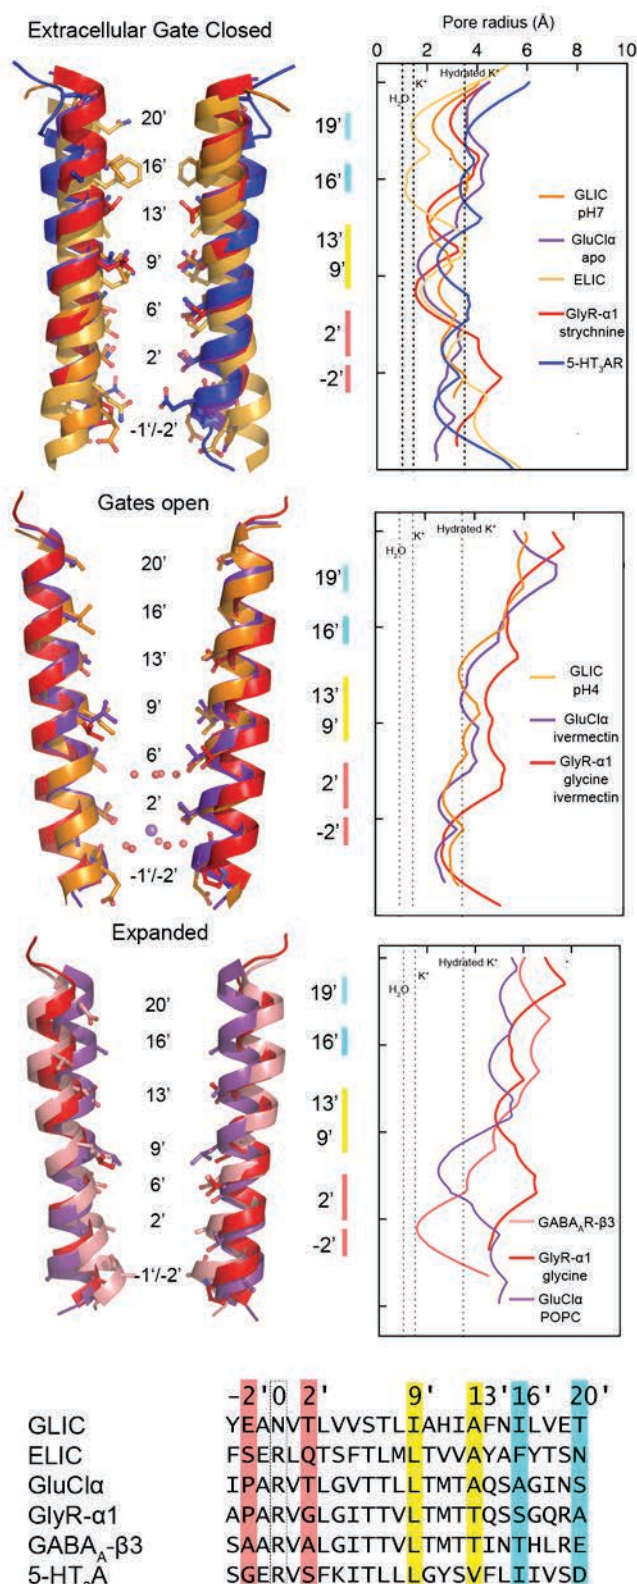 Extracellular Gate Closed
Pore radius (Å)
0 2 4 6 8 10
Hydrated K⁺
K⁺
H₂O
20'
16'
13'
9'
6'
2'
-1'/-2'
19'
16'
13'
9'
2'
-2'
GLIC
pH7
GluClα
apo
ELIC
GlyR-α1
strychnine
5-HT₃AR
Gates open
Hydrated K⁺
K⁺
H₂O
20'
16'
13'
9'
6'
2'
-1'/-2'
19'
16'
13'
9'
2'
-2'
GLIC
pH4
GluClα
ivermectin
GlyR-α1
glycine
ivermectin
Expanded
Hydrated K⁺
K⁺
H₂O
20'
16'
13'
9'
6'
2'
-1'/-2'
19'
16'
13'
9'
2'
-2'
GABA_AR-β3
GlyR-α1
glycine
GluClα
POPC
-2'0 2' 9' 13'16' 20'
GLIC YEANVTLVVSTLIAHIAFNILVET
ELIC FSERLQTSFTLMLTVVAYAFYTSN
GluClα IPARVTLGVTTLLTMTAQSAGINS
GlyR-α1 APARVGLGITTVLTMTTQSSGQRA
GABA_A-β3 SAARVALGITTVLTMTTINTHLRE
5-HT₃A SGERVSFKITLLLGYSVFLIIVSD